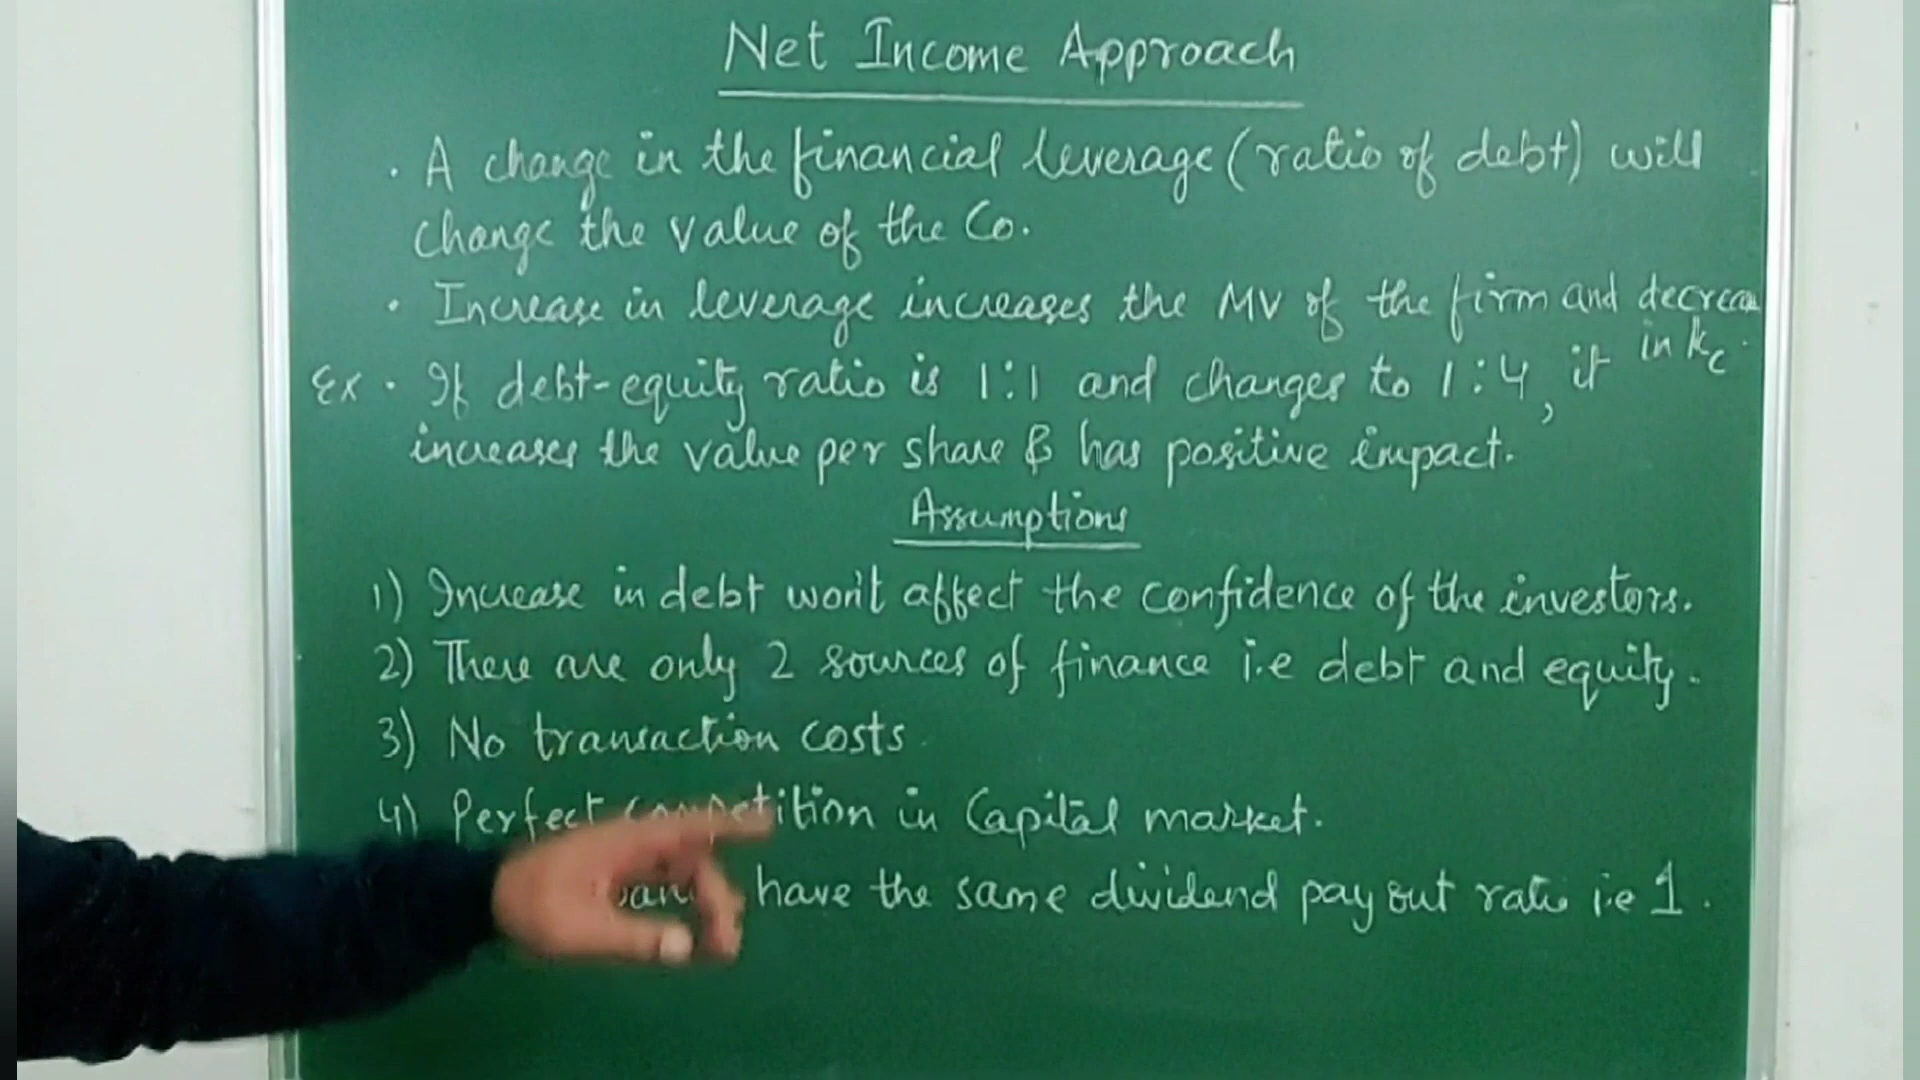 Net Income Approach
. A change in the financial leverage (ratio of debt) will
change the value of the Co.
. Increase in leverage increases the MV of the firm and
in kc.
Ex . If debt-equity ratio is 1:1 and changes to 1:4, it
increases the value per share & has positive impact.
Assumptions
1) Increase in debt won't affect the confidence of the investors.
2) There are only 2 sources of finance i.e debt and equity.
3) No transaction costs.
4) Perfect competition in Capital market.
have the same dividend pay out ratio i.e 1.